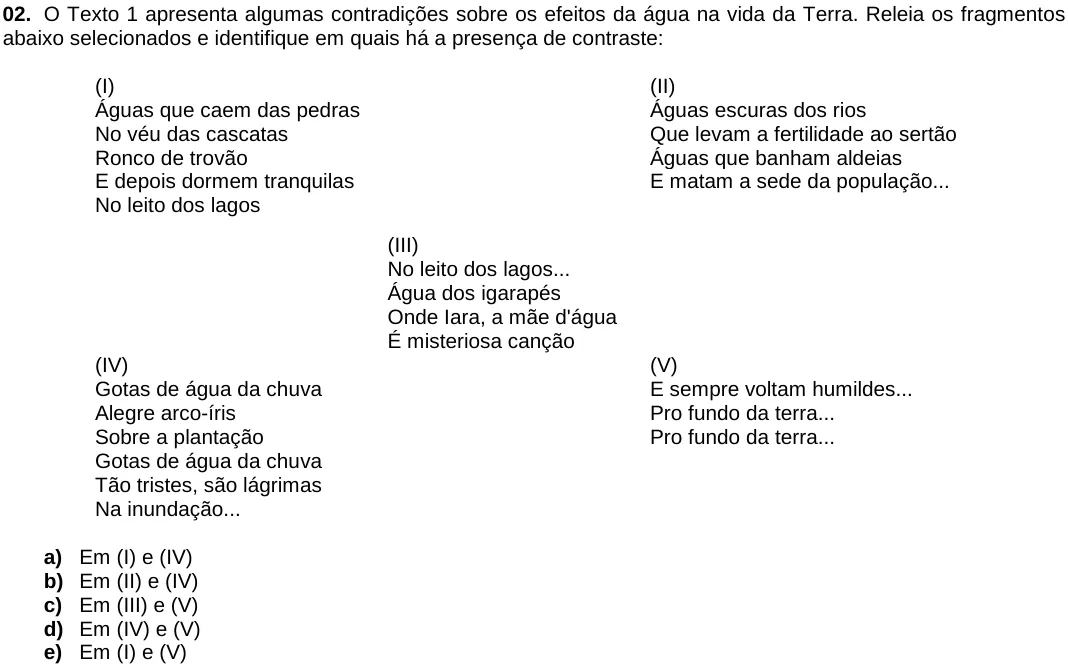 02. O Texto 1 apresenta algumas contradições sobre os efeitos da água na vida da Terra. Releia os fragmentos
abaixo selecionados e identifique em quais há a presença de contraste:
(I)
Águas que caem das pedras
No véu das cascatas
Ronco de trovão
E depois dormem tranquilas
No leito dos lagos
(II)
Águas escuras dos rios
Que levam a fertilidade ao sertão
Águas que banham aldeias
E matam a sede da população...
(III)
No leito dos lagos...
Água dos igarapés
Onde Iara, a mãe d'água
É misteriosa canção
(IV)
Gotas de água da chuva
Alegre arco-íris
Sobre a plantação
Gotas de água da chuva
Tão tristes, são lágrimas
Na inundação...
(V)
E sempre voltam humildes...
Pro fundo da terra...
Pro fundo da terra...
a) Em (I) e (IV)
b) Em (II) e (IV)
c) Em (III) e (V)
d) Em (IV) e (V)
e) Em (I) e (V)